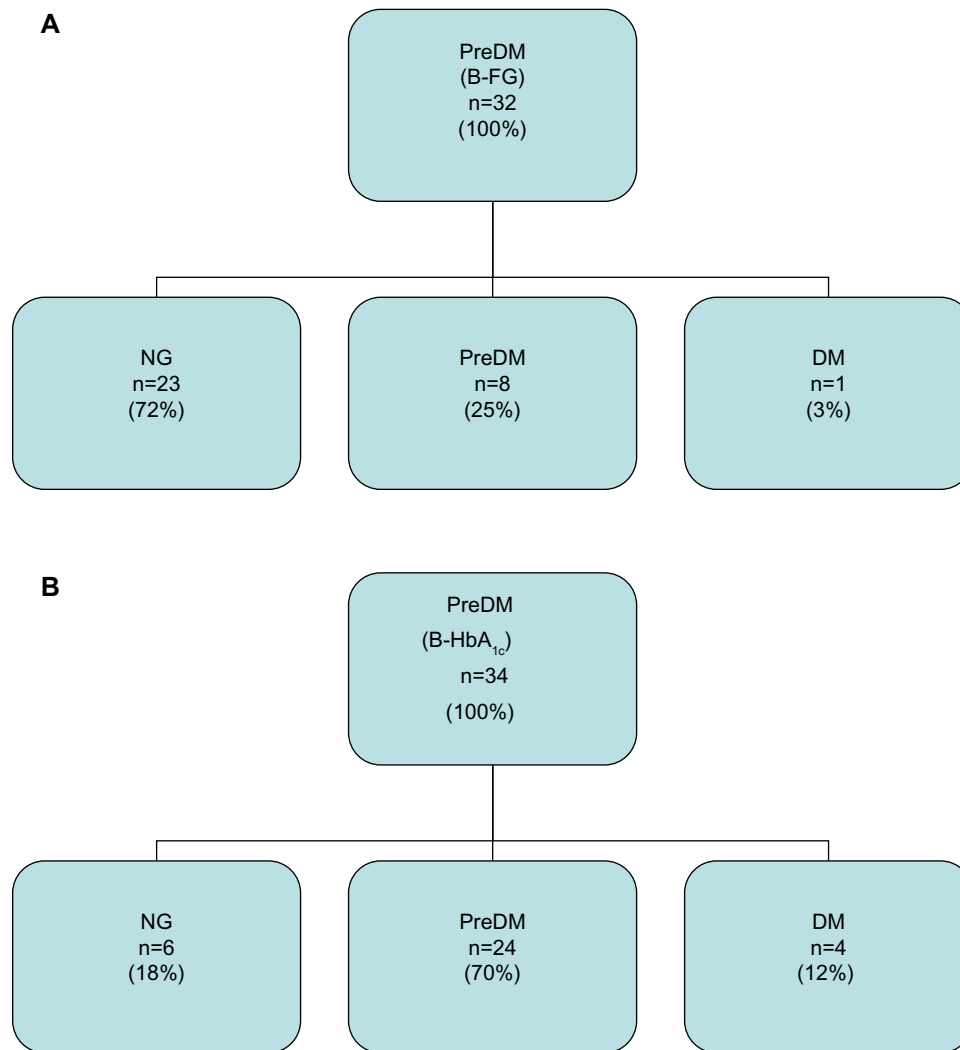 A
PreDM
(B-FG)
n=32
(100%)
NG
n=23
(72%)
PreDM
n=8
(25%)
DM
n=1
(3%)
B
PreDM
(B-HbA1c)
n=34
(100%)
NG
n=6
(18%)
PreDM
n=24
(70%)
DM
n=4
(12%)